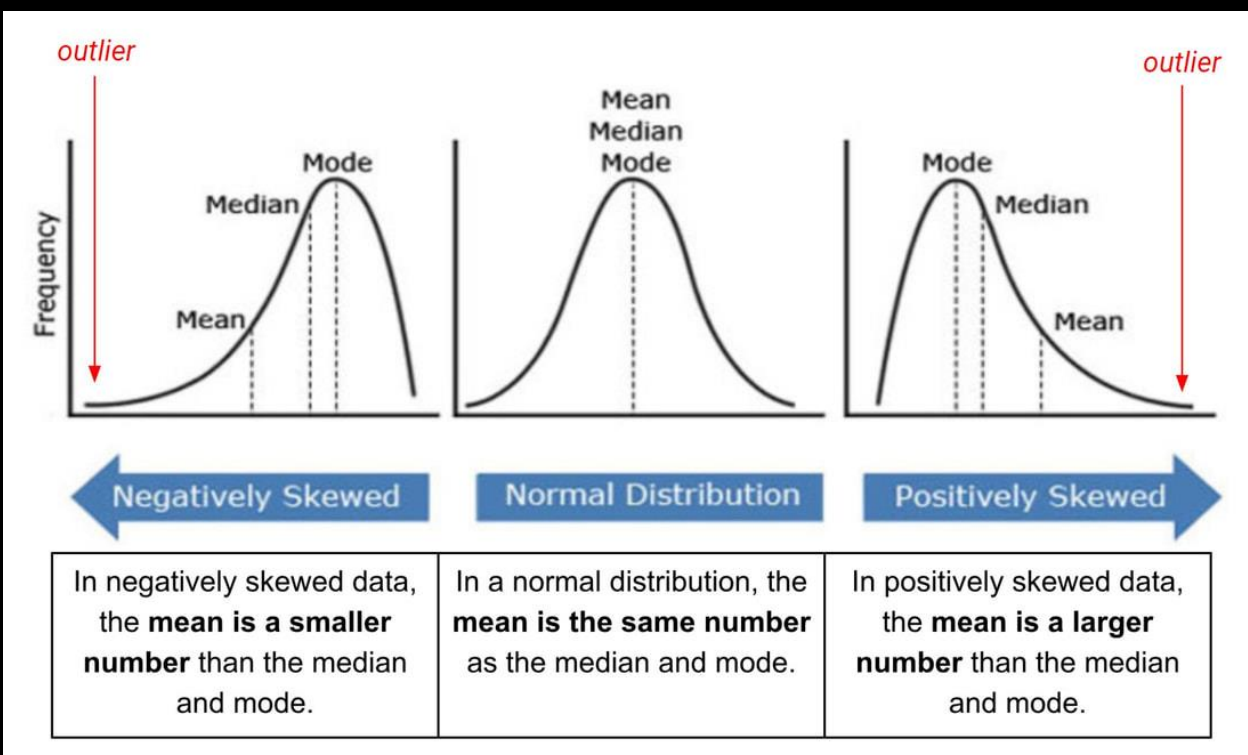 outlier
outlier
Mean
Median
Mode
Mode
Median
Mean
Mode
Median
Mean
Frequency
Negatively Skewed
Normal Distribution
Positively Skewed
In negatively skewed data,
the mean is a smaller
number than the median
and mode.
In a normal distribution, the
mean is the same number
as the median and mode.
In positively skewed data,
the mean is a larger
number than the median
and mode.